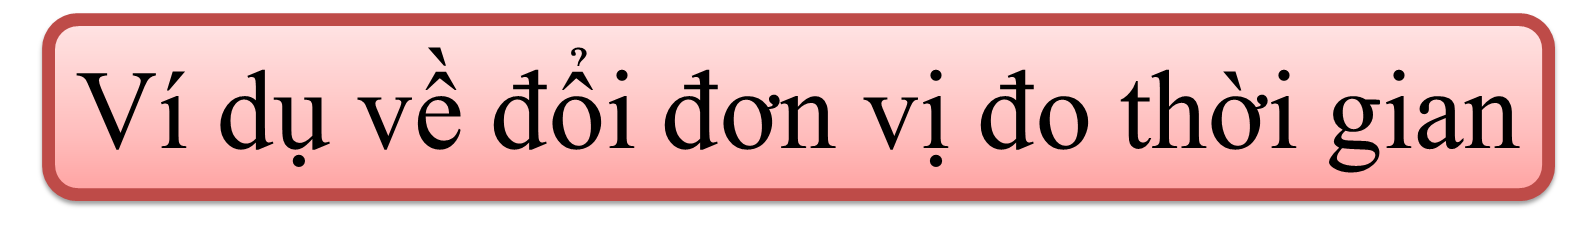 Ví dụ về đổi đơn vị đo thời gian